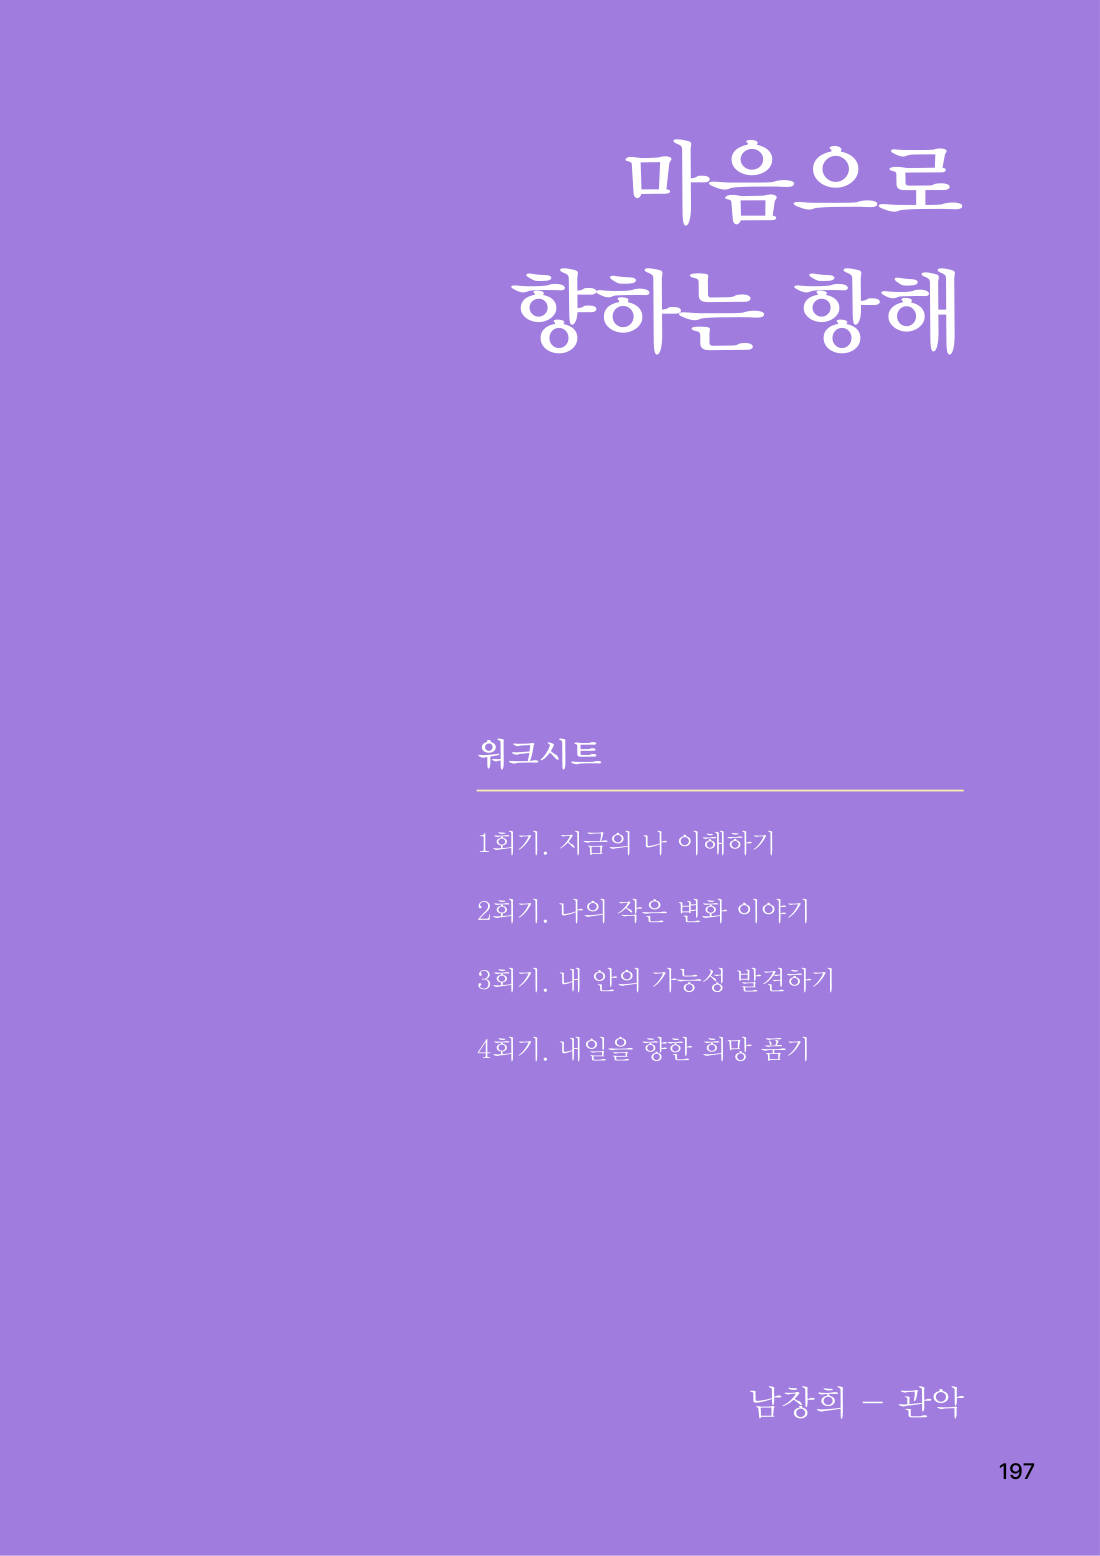 마음으로
향하는 항해
워크시트
1회기. 지금의 나 이해하기
2회기. 나의 작은 변화 이야기
3회기. 내 안의 가능성 발견하기
4회기. 내일을 향한 희망 품기
남창희 – 관악
197